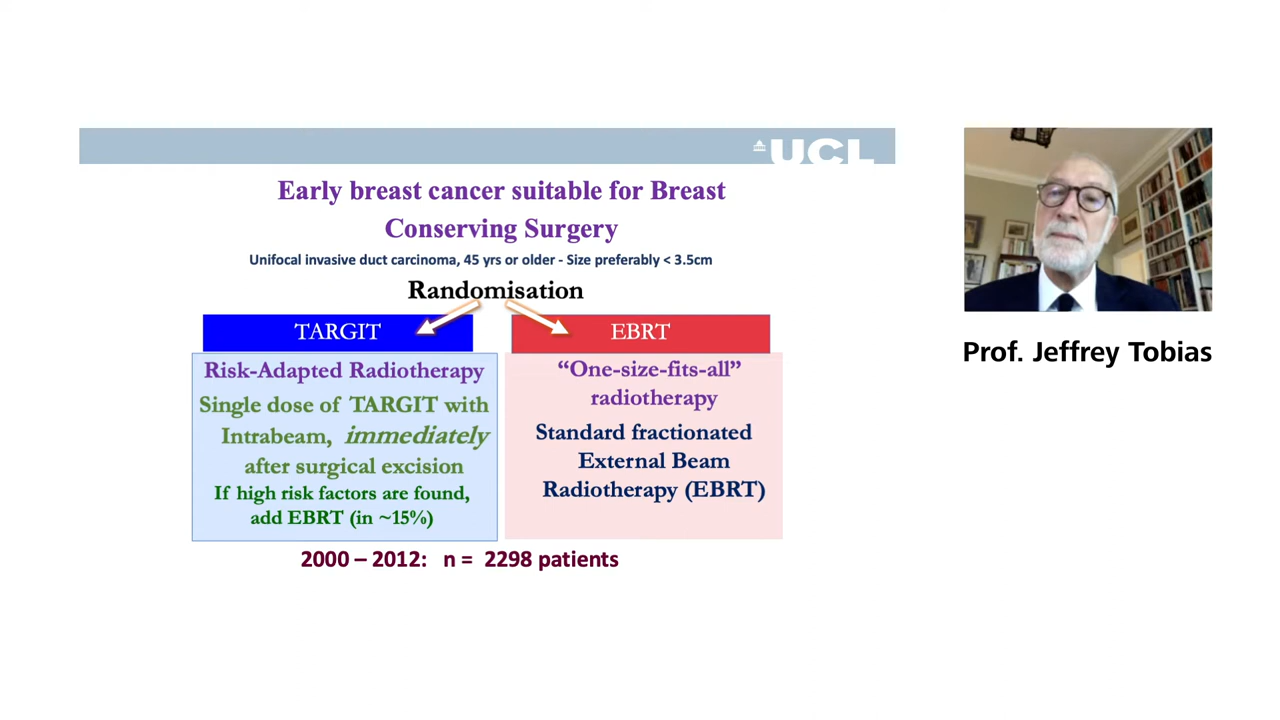 UCL
Early breast cancer suitable for Breast
Conserving Surgery
Unifocal invasive duct carcinoma, 45 yrs or older - Size preferably < 3.5cm
Randomisation
TARGIT
Risk-Adapted Radiotherapy
Single dose of TARGIT with
Intrabeam, immediately
after surgical excision
If high risk factors are found,
add EBRT (in ~15%)
EBRT
“One-size-fits-all”
radiotherapy
Standard fractionated
External Beam
Radiotherapy (EBRT)
2000 – 2012: n = 2298 patients
Prof. Jeffrey Tobias